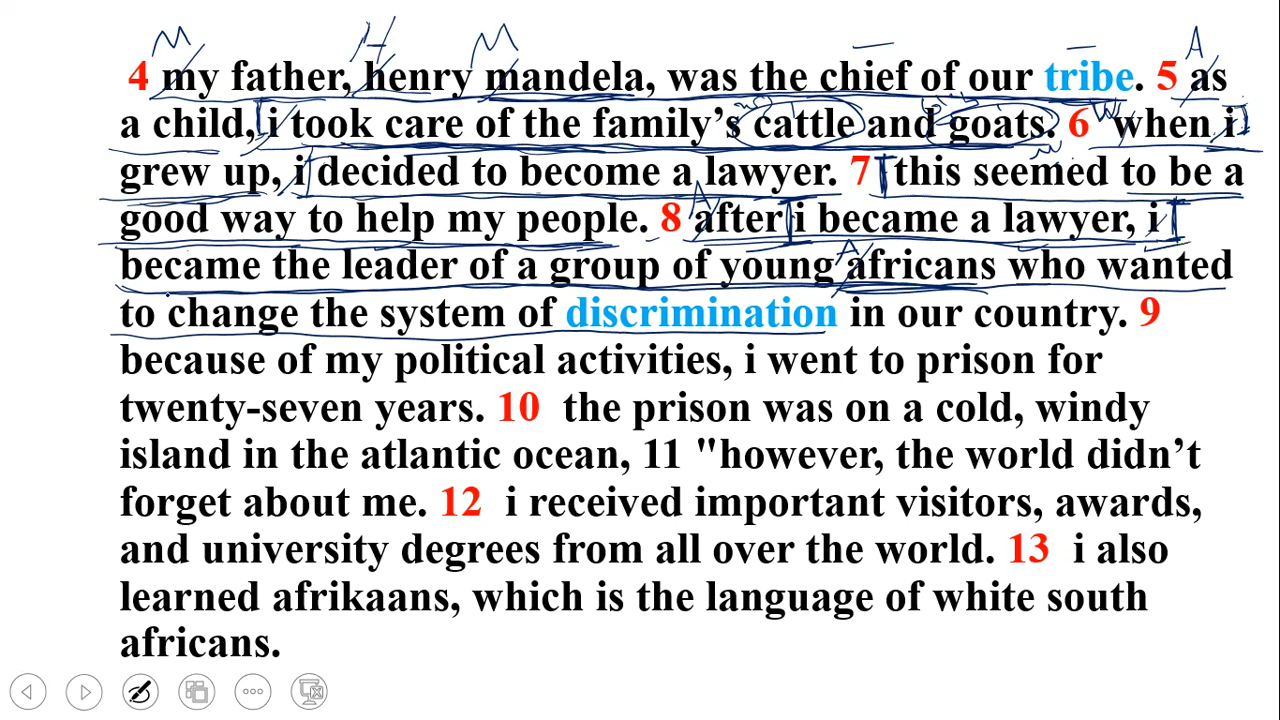 M H M A
4 my father, henry mandela, was the chief of our tribe. 5 as
a child, i took care of the family's cattle and goats. 6 when i
grew up, i decided to become a lawyer. 7 this seemed to be a
good way to help my people. 8 after i became a lawyer, i
became the leader of a group of young africans who wanted
to change the system of discrimination in our country. 9
because of my political activities, i went to prison for
twenty-seven years. 10 the prison was on a cold, windy
island in the atlantic ocean, 11 "however, the world didn't
forget about me. 12 i received important visitors, awards,
and university degrees from all over the world. 13 i also
learned afrikaans, which is the language of white south
africans.